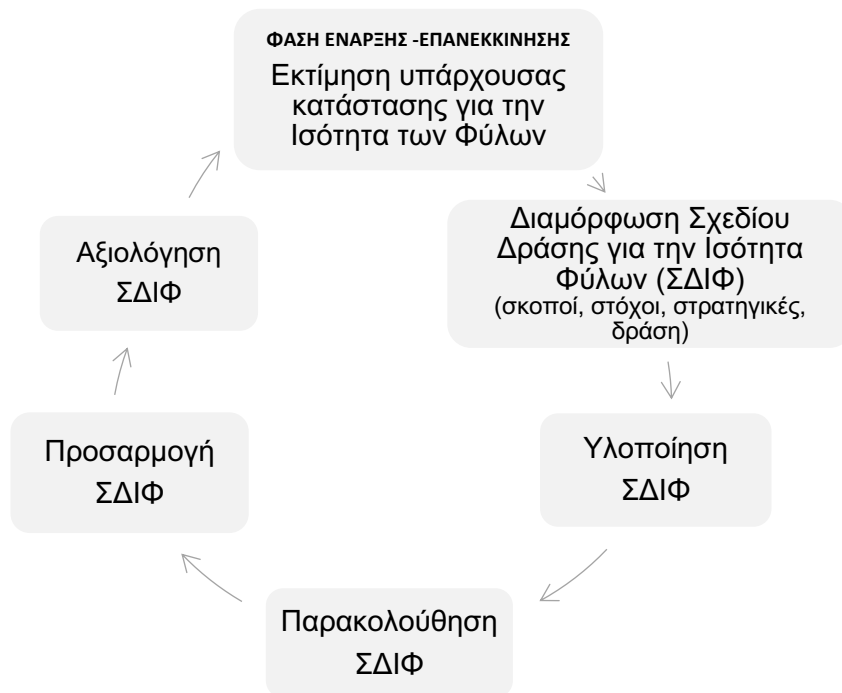 ΦΑΣΗ ΕΝΑΡΞΗΣ -ΕΠΑΝΕΚΚΙΝΗΣΗΣ
Εκτίμηση υπάρχουσας
κατάστασης για την
Ισότητα των Φύλων
Διαμόρφωση Σχεδίου
Δράσης για την Ισότητα
Φύλων (ΣΔΙΦ)
(σκοποί, στόχοι, στρατηγικές,
δράση)
Υλοποίηση
ΣΔΙΦ
Παρακολούθηση
ΣΔΙΦ
Προσαρμογή
ΣΔΙΦ
Αξιολόγηση
ΣΔΙΦ